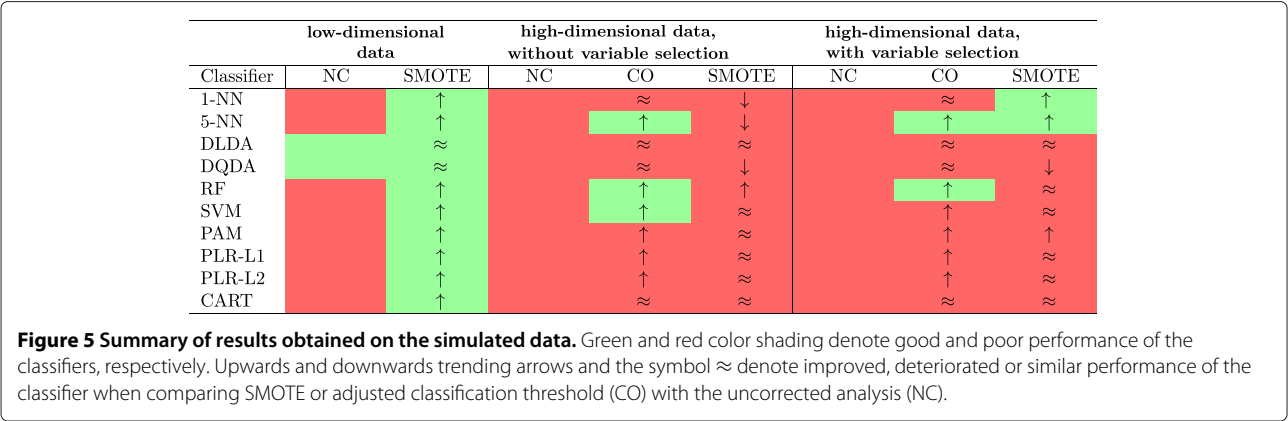 low-dimensional data high-dimensional data, without variable selection high-dimensional data, with variable selection
Classifier NC SMOTE NC CO SMOTE NC CO SMOTE
1-NN ↑ ≈ ↓ ≈ ↑
5-NN ↑ ↑ ↓ ↑ ↑
DLDA ≈ ≈ ≈ ≈ ≈
DQDA ≈ ≈ ↓ ≈ ↓
RF ↑ ↑ ↑ ↑ ≈
SVM ↑ ↑ ≈ ↑ ≈
PAM ↑ ↑ ≈ ↑ ↑
PLR-L1 ↑ ↑ ≈ ↑ ≈
PLR-L2 ↑ ↑ ≈ ↑ ≈
CART ↑ ≈ ≈ ≈ ≈
Figure 5 Summary of results obtained on the simulated data. Green and red color shading denote good and poor performance of the
classifiers, respectively. Upwards and downwards trending arrows and the symbol ≈ denote improved, deteriorated or similar performance of the
classifier when comparing SMOTE or adjusted classification threshold (CO) with the uncorrected analysis (NC).